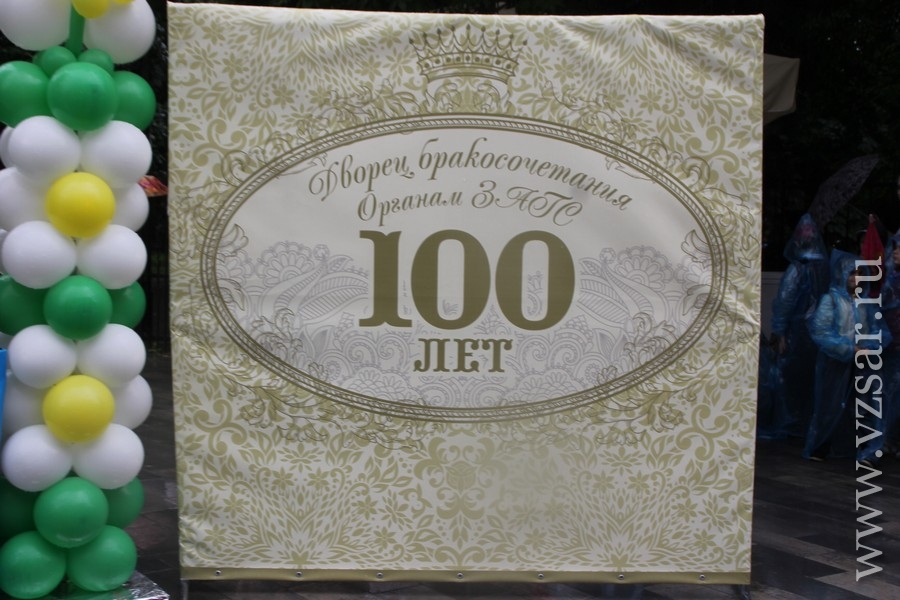 Дворец бракосочетания
Органам ЗАГС
100
ЛЕТ
www.vzsar.ru